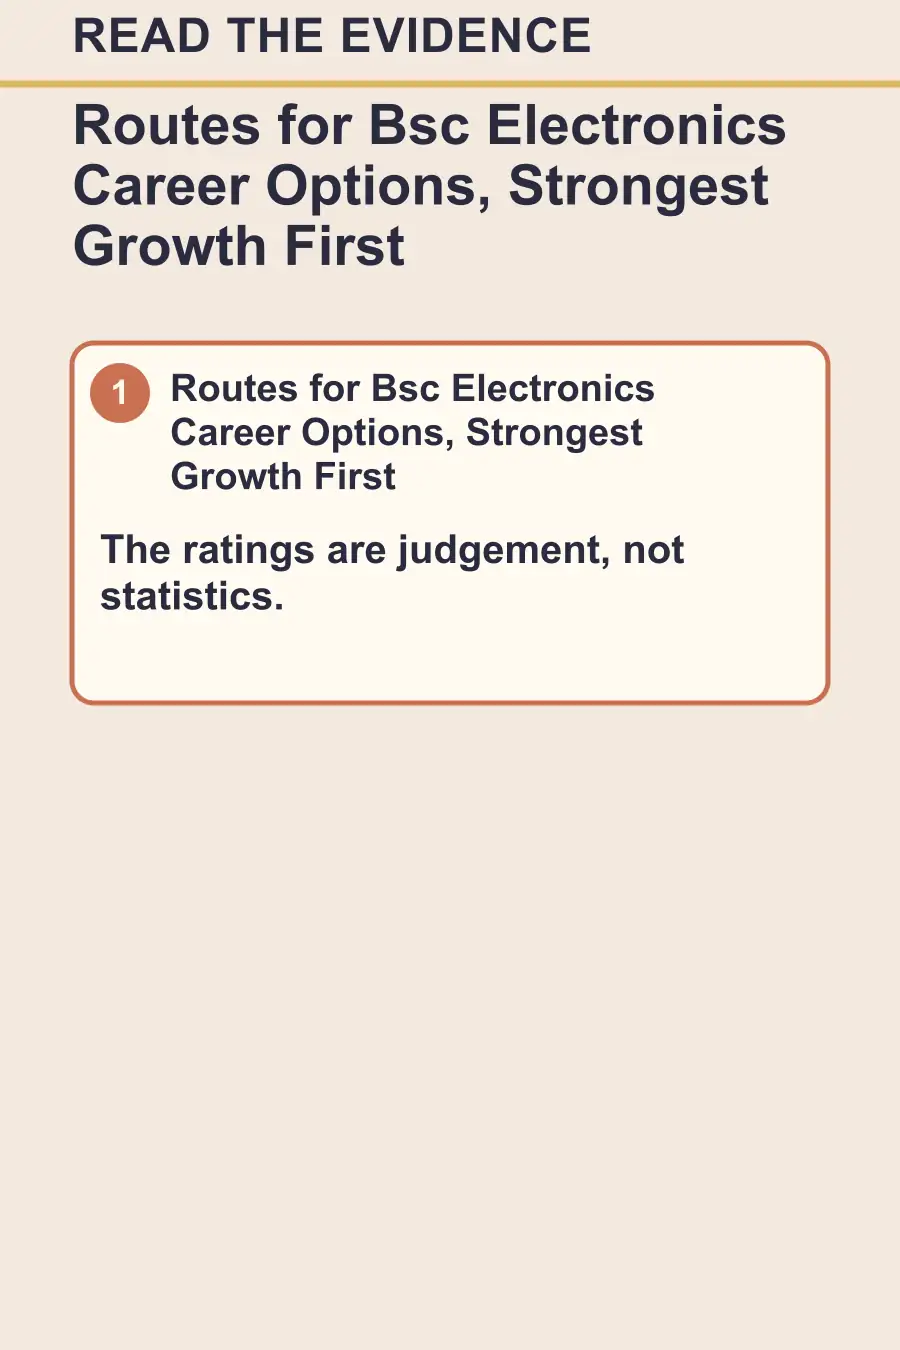 READ THE EVIDENCE
Routes for Bsc Electronics
Career Options, Strongest
Growth First
1
Routes for Bsc Electronics
Career Options, Strongest
Growth First
The ratings are judgement, not
statistics.